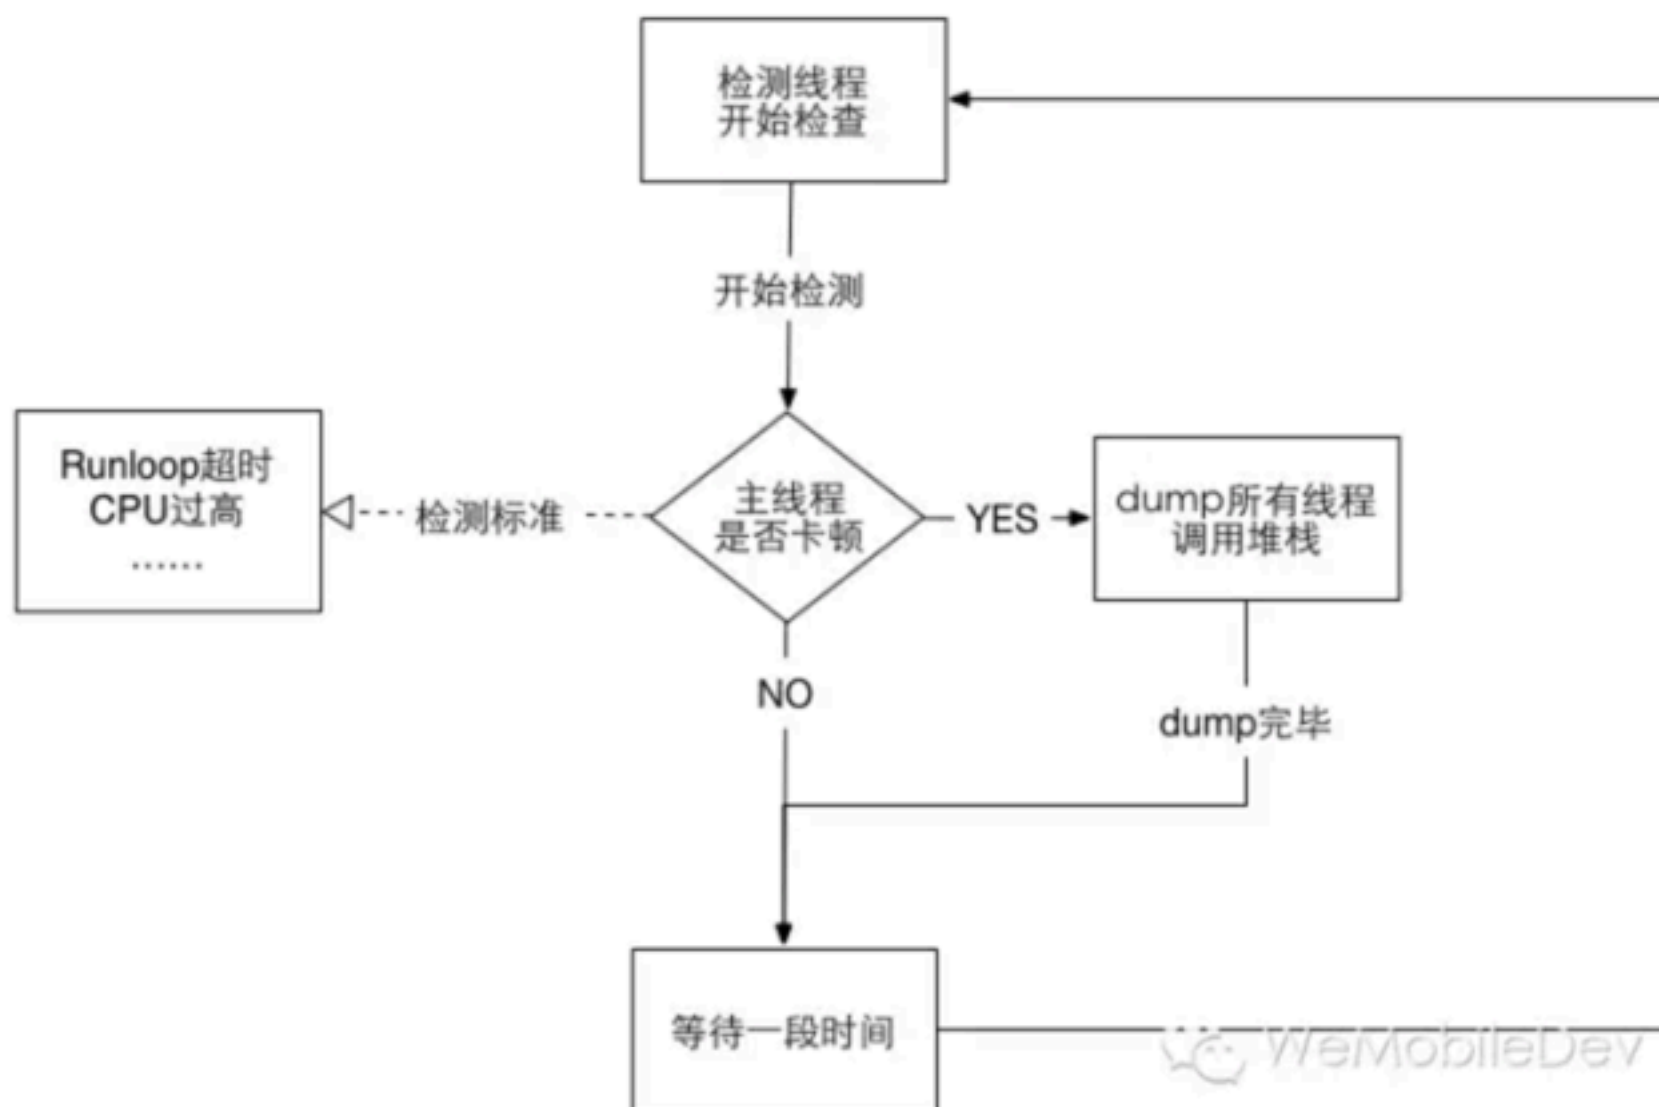 检测线程
开始检查
开始检测
Runloop超时
CPU过高
......
检测标准
主线程
是否卡顿
YES
dump所有线程
调用堆栈
NO
dump完毕
等待一段时间
WeMobileDev